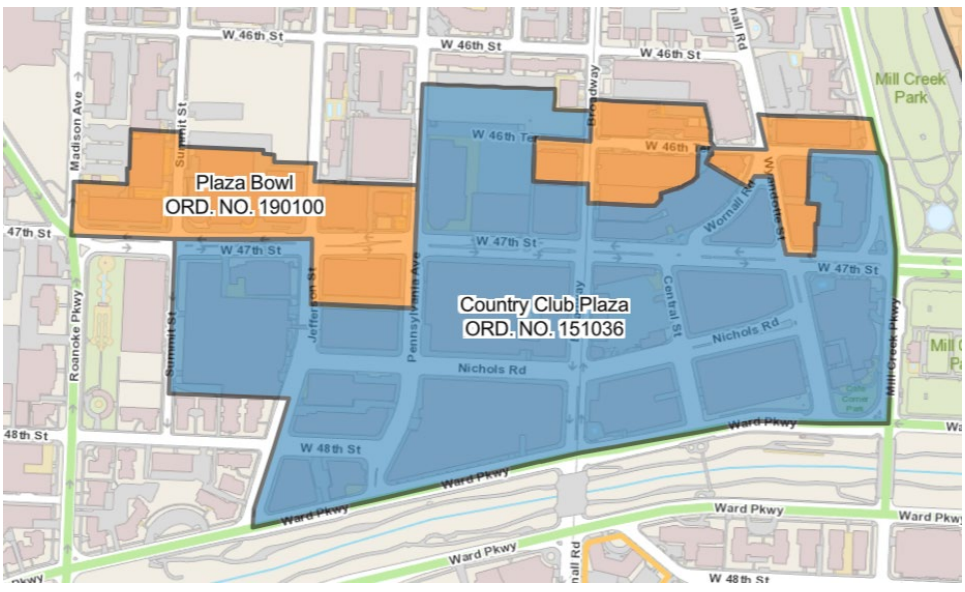 W 46th St
W 46th St
W 46th St
Broadway
Mill Creek
Park
Madison Ave
Summit St
W 46th Ter
W 46th Ter
Plaza Bowl
ORD. NO. 190100
Wornall Rd
Wyandotte St
47th St
W 47th St
W 47th St
W 47th St
Jefferson St
Pennsylvania Ave
Country Club Plaza
ORD. NO. 151036
Central St
Nichols Rd
Nichols Rd
Roanoke Pkwy
Summit St
Mill Creek Pkwy
48th St
W 48th St
Ward Pkwy
Ward Pkwy
Ward Pkwy
Ward Pkwy
Ward Pkwy
Ward Pkwy
W 48th St